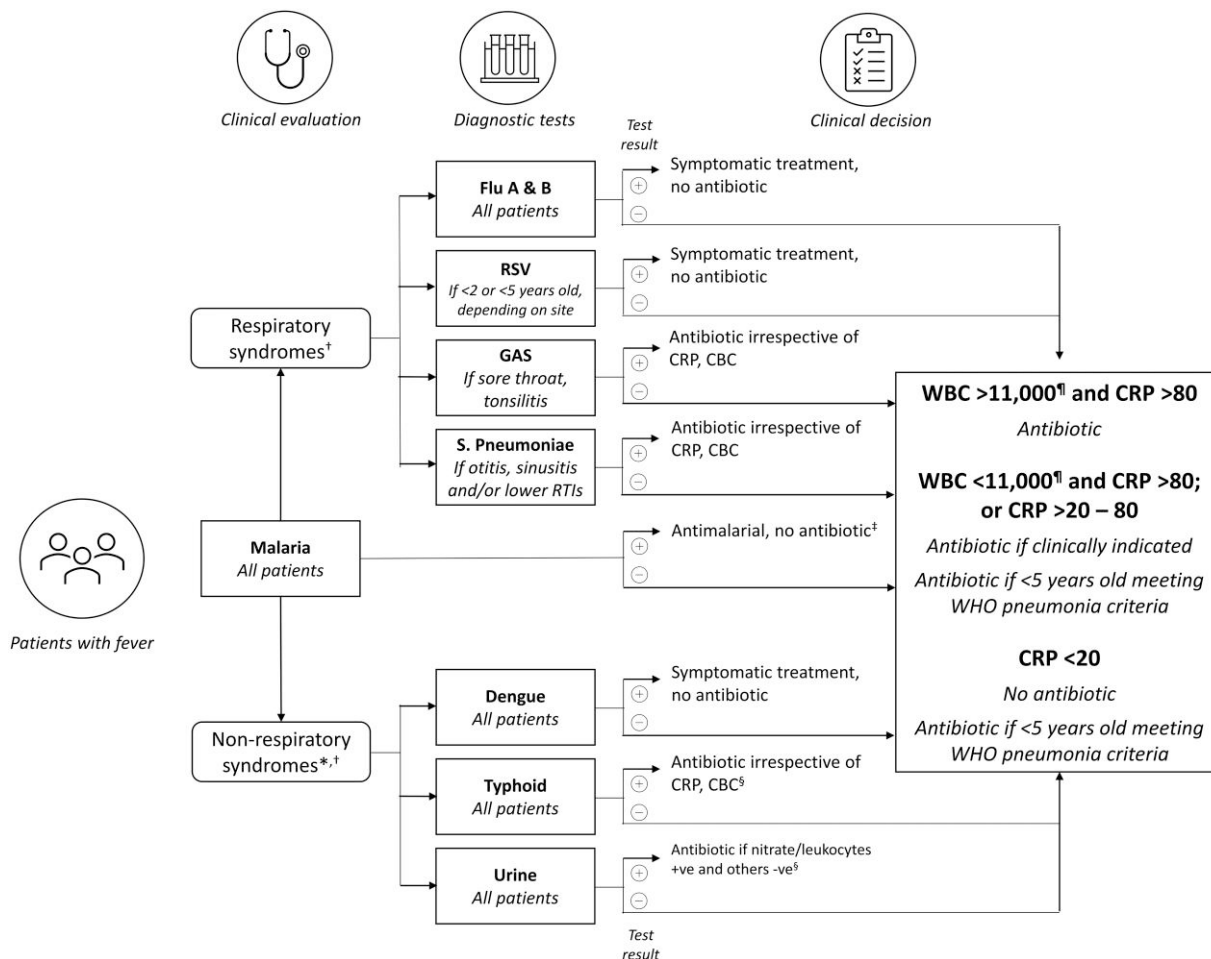 Clinical evaluation
Diagnostic tests
Clinical decision
Test
result
Flu A & B
All patients
Symptomatic treatment,
no antibiotic
RSV
If <2 or <5 years old,
depending on site
Symptomatic treatment,
no antibiotic
Respiratory
syndromes†
GAS
If sore throat,
tonsilitis
Antibiotic irrespective of
CRP, CBC
S. Pneumoniae
If otitis, sinusitis
and/or lower RTIs
Antibiotic irrespective of
CRP, CBC
Malaria
All patients
Antimalarial, no antibiotic‡
Patients with fever
WBC >11,000¶ and CRP >80
Antibiotic
WBC <11,000¶ and CRP >80;
or CRP >20 – 80
Antibiotic if clinically indicated
Antibiotic if <5 years old meeting
WHO pneumonia criteria
CRP <20
No antibiotic
Antibiotic if <5 years old meeting
WHO pneumonia criteria
Non-respiratory
syndromes*,†
Dengue
All patients
Symptomatic treatment,
no antibiotic
Typhoid
All patients
Antibiotic irrespective of
CRP, CBC§
Urine
All patients
Antibiotic if nitrate/leukocytes
+ve and others -ve§
Test
result